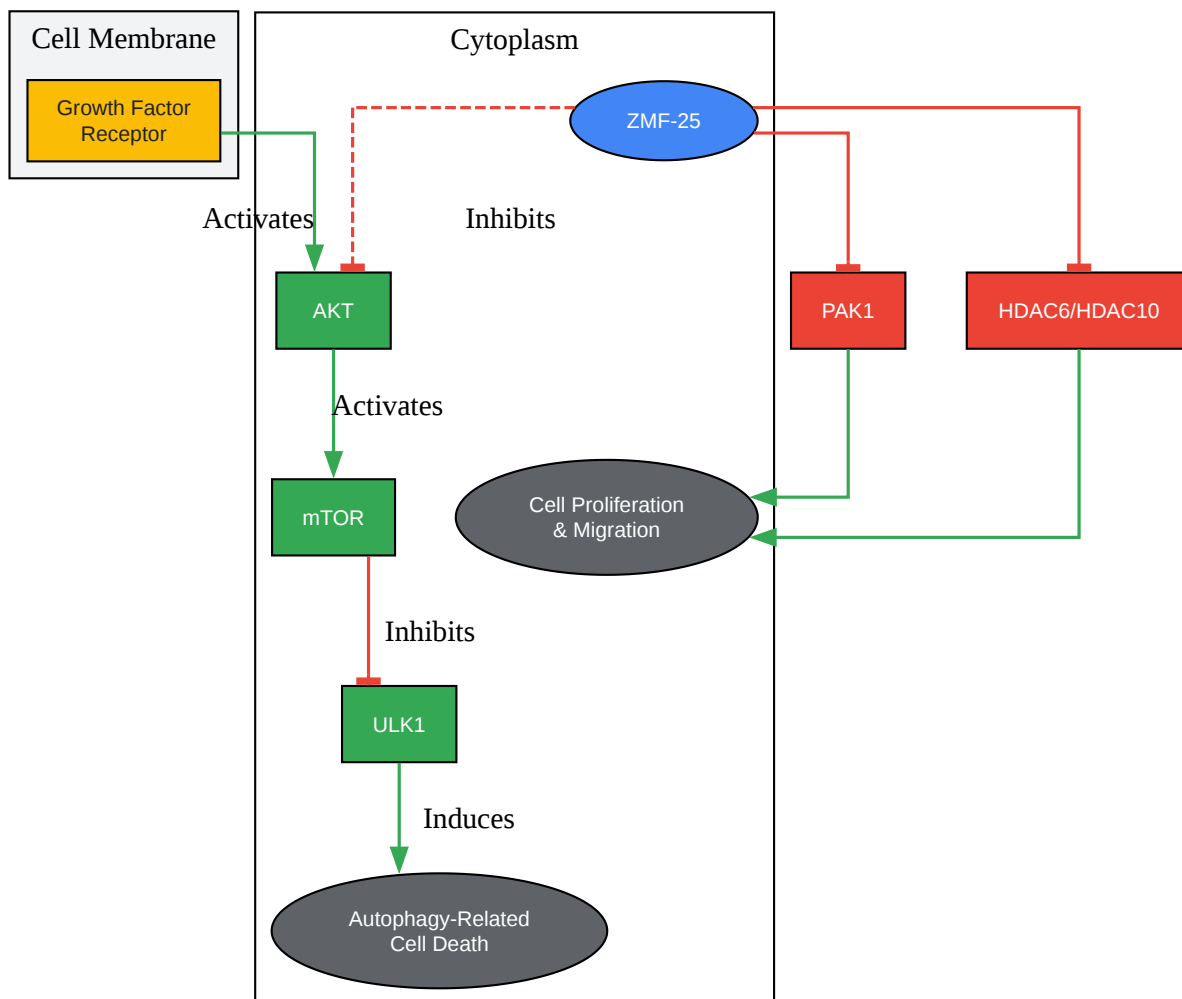 Cell Membrane
Cytoplasm
Growth Factor
Receptor
ZMF-25
Activates
Inhibits
AKT
PAK1
HDAC6/HDAC10
Activates
mTOR
Cell Proliferation
& Migration
Inhibits
ULK1
Induces
Autophagy-Related
Cell Death